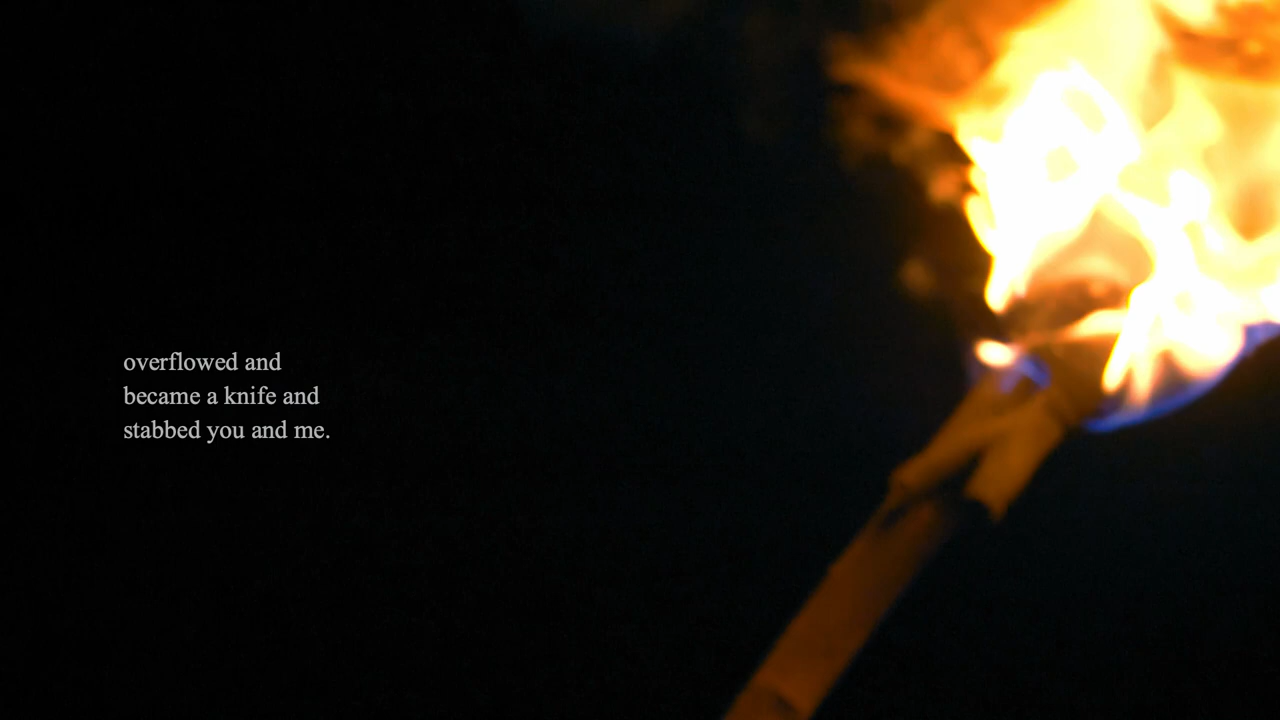 overflowed and
became a knife and
stabbed you and me.